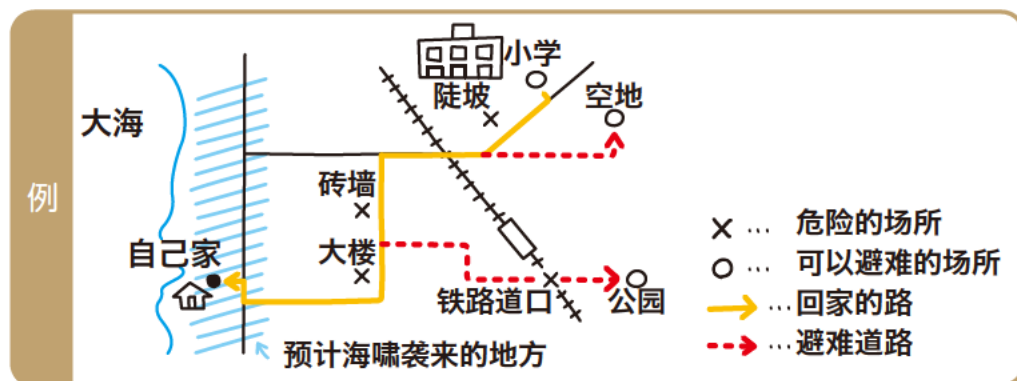 例
大海
小学
陡坡
空地
砖墙
大楼
自己家
铁路道口
公园
预计海啸袭来的地方
× … 危险的场所
○ … 可以避难的场所
→ …回家的路
⇢ …避难道路